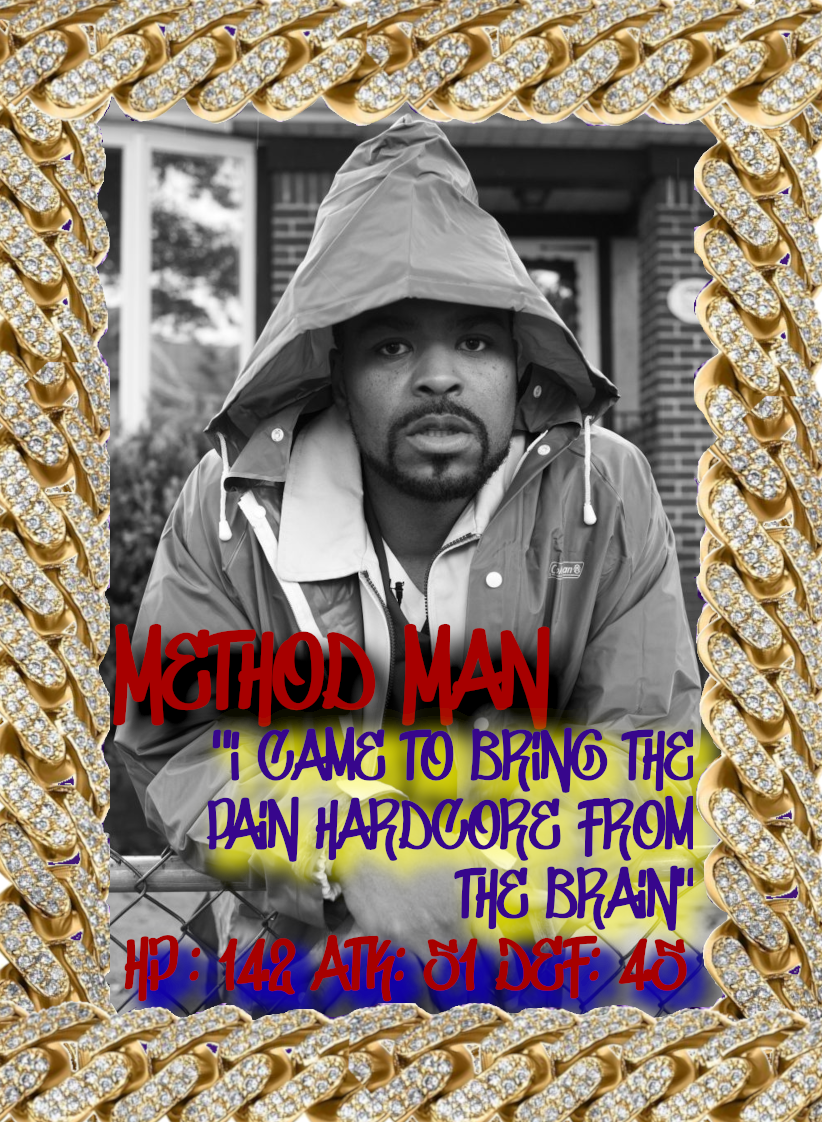 Method Man
"i came to bring the
pain hardcore from
the brain"
HP : 142 ATK: 51 DEF: 45